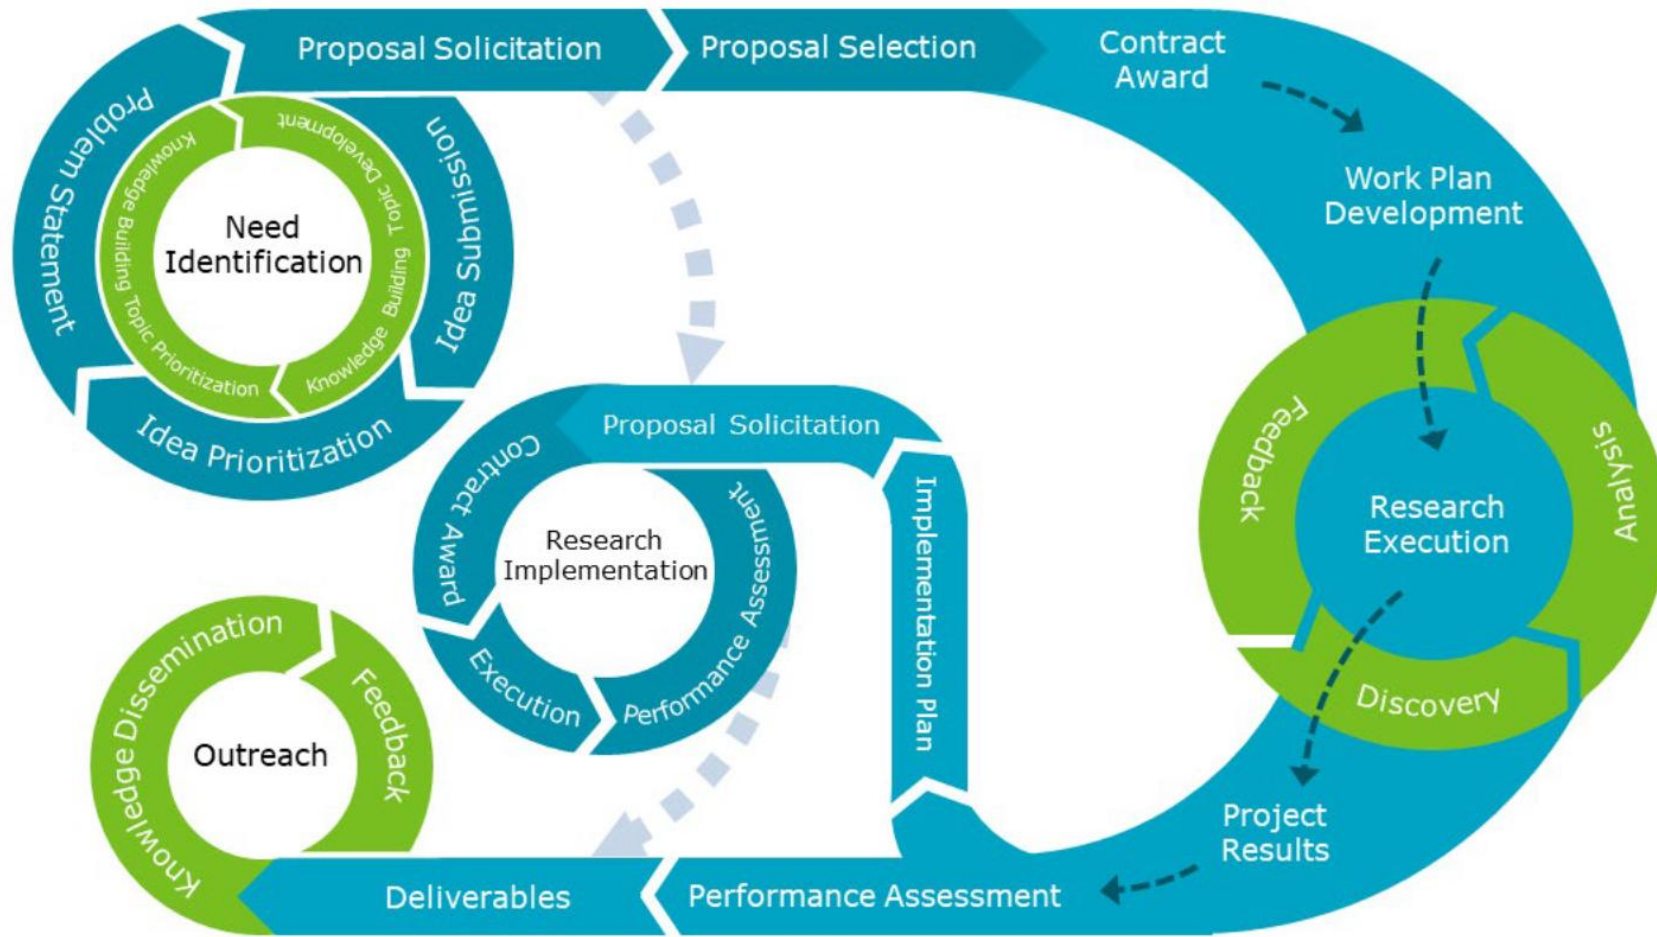 Proposal Solicitation
Proposal Selection
Contract
Award
Work Plan
Development
Problem Statement
Idea Submission
Idea Prioritization
Knowledge Building Topic Development
Knowledge Building Topic Prioritization
Need
Identification
Feedback
Analysis
Discovery
Research
Execution
Proposal Solicitation
Contract Award
Execution
Performance Assessment
Research
Implementation
Implementation Plan
Knowledge Dissemination
Feedback
Outreach
Project
Results
Performance Assessment
Deliverables